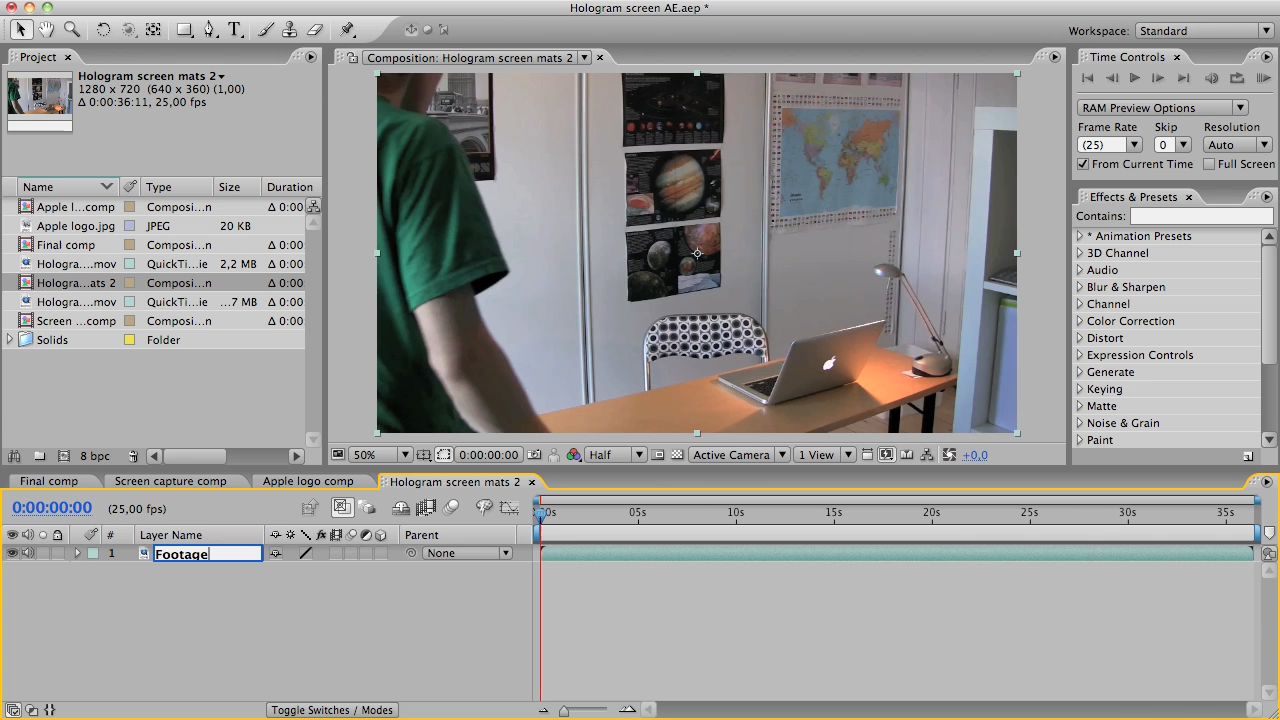 Hologram screen AE.aep *
Workspace: Standard
Project
Composition: Hologram screen mats 2
Time Controls
Hologram screen mats 2
1280 x 720 (640 x 360) (1,00)
Δ 0:00:36:11, 25,00 fps
RAM Preview Options
Frame Rate Skip Resolution
(25) 0 Auto
From Current Time Full Screen
Name Type Size Duration
Apple l...comp Composi...n Δ 0:00
Apple logo.jpg JPEG 20 KB
Final comp Composi...n Δ 0:00
Hologra....mov QuickTi...ie 2,2 MB Δ 0:00
Hologra...ats 2 Composi...n Δ 0:00
Hologra....mov QuickTi...ie ...7 MB Δ 0:00
Screen ...comp Composi...n Δ 0:00
Solids Folder
8 bpc
Effects & Presets
Contains:
* Animation Presets
3D Channel
Audio
Blur & Sharpen
Channel
Color Correction
Distort
Expression Controls
Generate
Keying
Matte
Noise & Grain
Paint
50% 0:00:00:00 Half Active Camera 1 View +0,0
Final comp Screen capture comp Apple logo comp Hologram screen mats 2
0:00:00:00 (25,00 fps)
00s 05s 10s 15s 20s 25s 30s 35s
# Layer Name Parent
1 Footage None
Toggle Switches / Modes